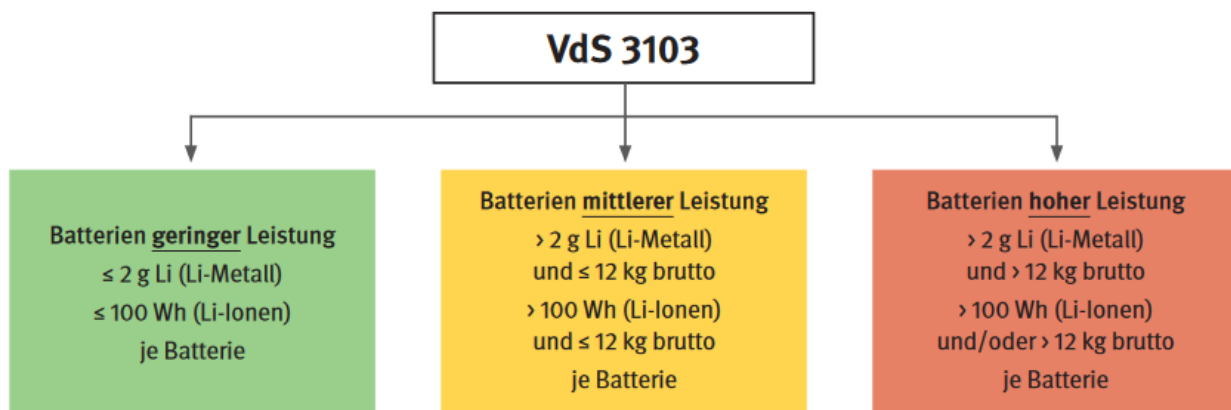 VdS 3103
Batterien geringer Leistung
≤ 2 g Li (Li-Metall)
≤ 100 Wh (Li-Ionen)
je Batterie
Batterien mittlerer Leistung
> 2 g Li (Li-Metall)
und ≤ 12 kg brutto
> 100 Wh (Li-Ionen)
und ≤ 12 kg brutto
je Batterie
Batterien hoher Leistung
> 2 g Li (Li-Metall)
und > 12 kg brutto
> 100 Wh (Li-Ionen)
und/oder > 12 kg brutto
je Batterie